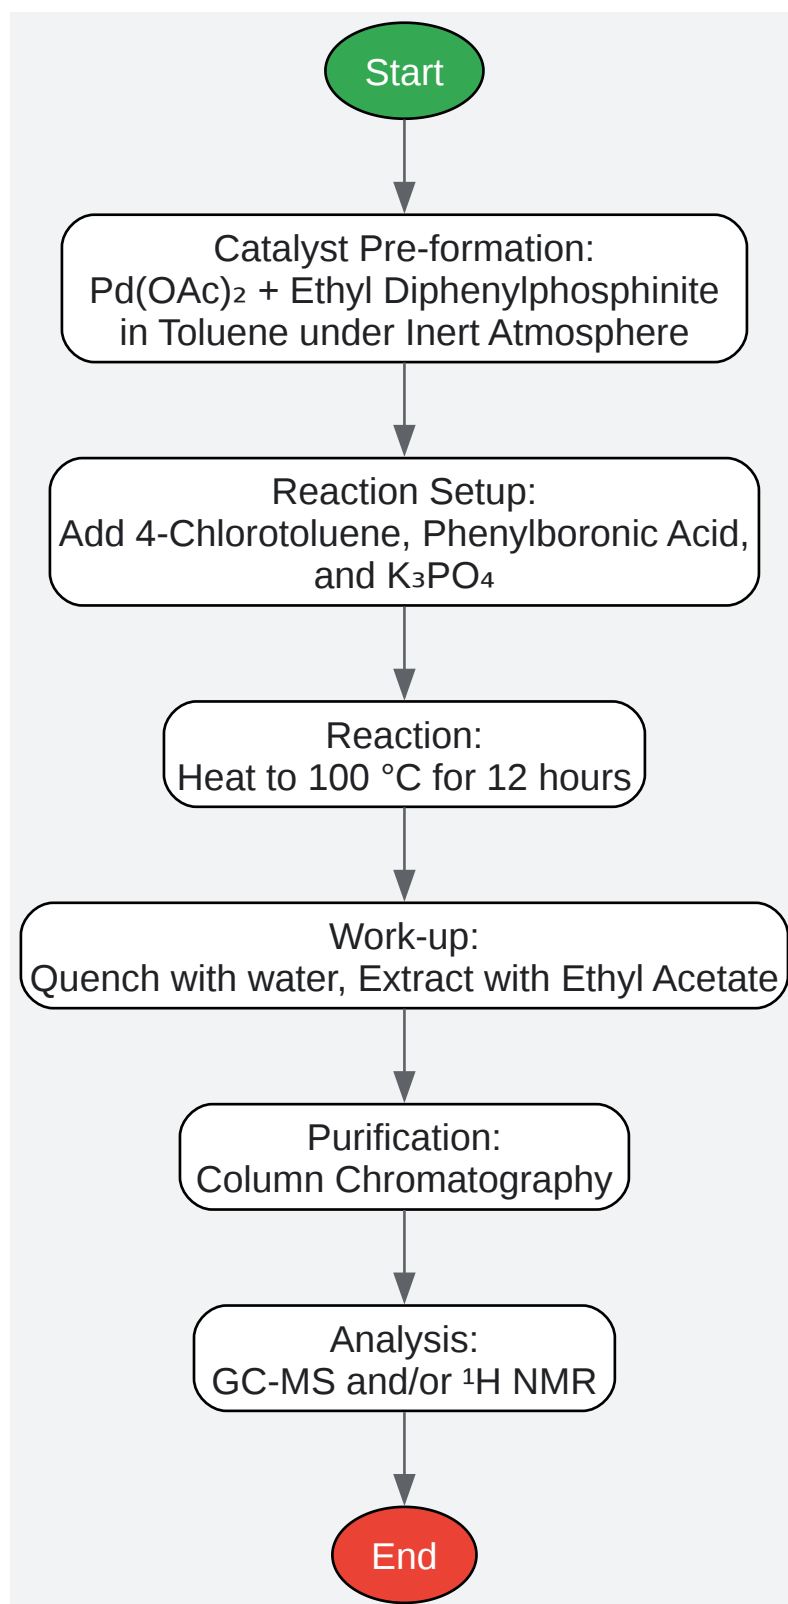 Start
Catalyst Pre-formation:
Pd(OAc)₂ + Ethyl Diphenylphosphinite
in Toluene under Inert Atmosphere
Reaction Setup:
Add 4-Chlorotoluene, Phenylboronic Acid,
and K₃PO₄
Reaction:
Heat to 100 °C for 12 hours
Work-up:
Quench with water, Extract with Ethyl Acetate
Purification:
Column Chromatography
Analysis:
GC-MS and/or ¹H NMR
End